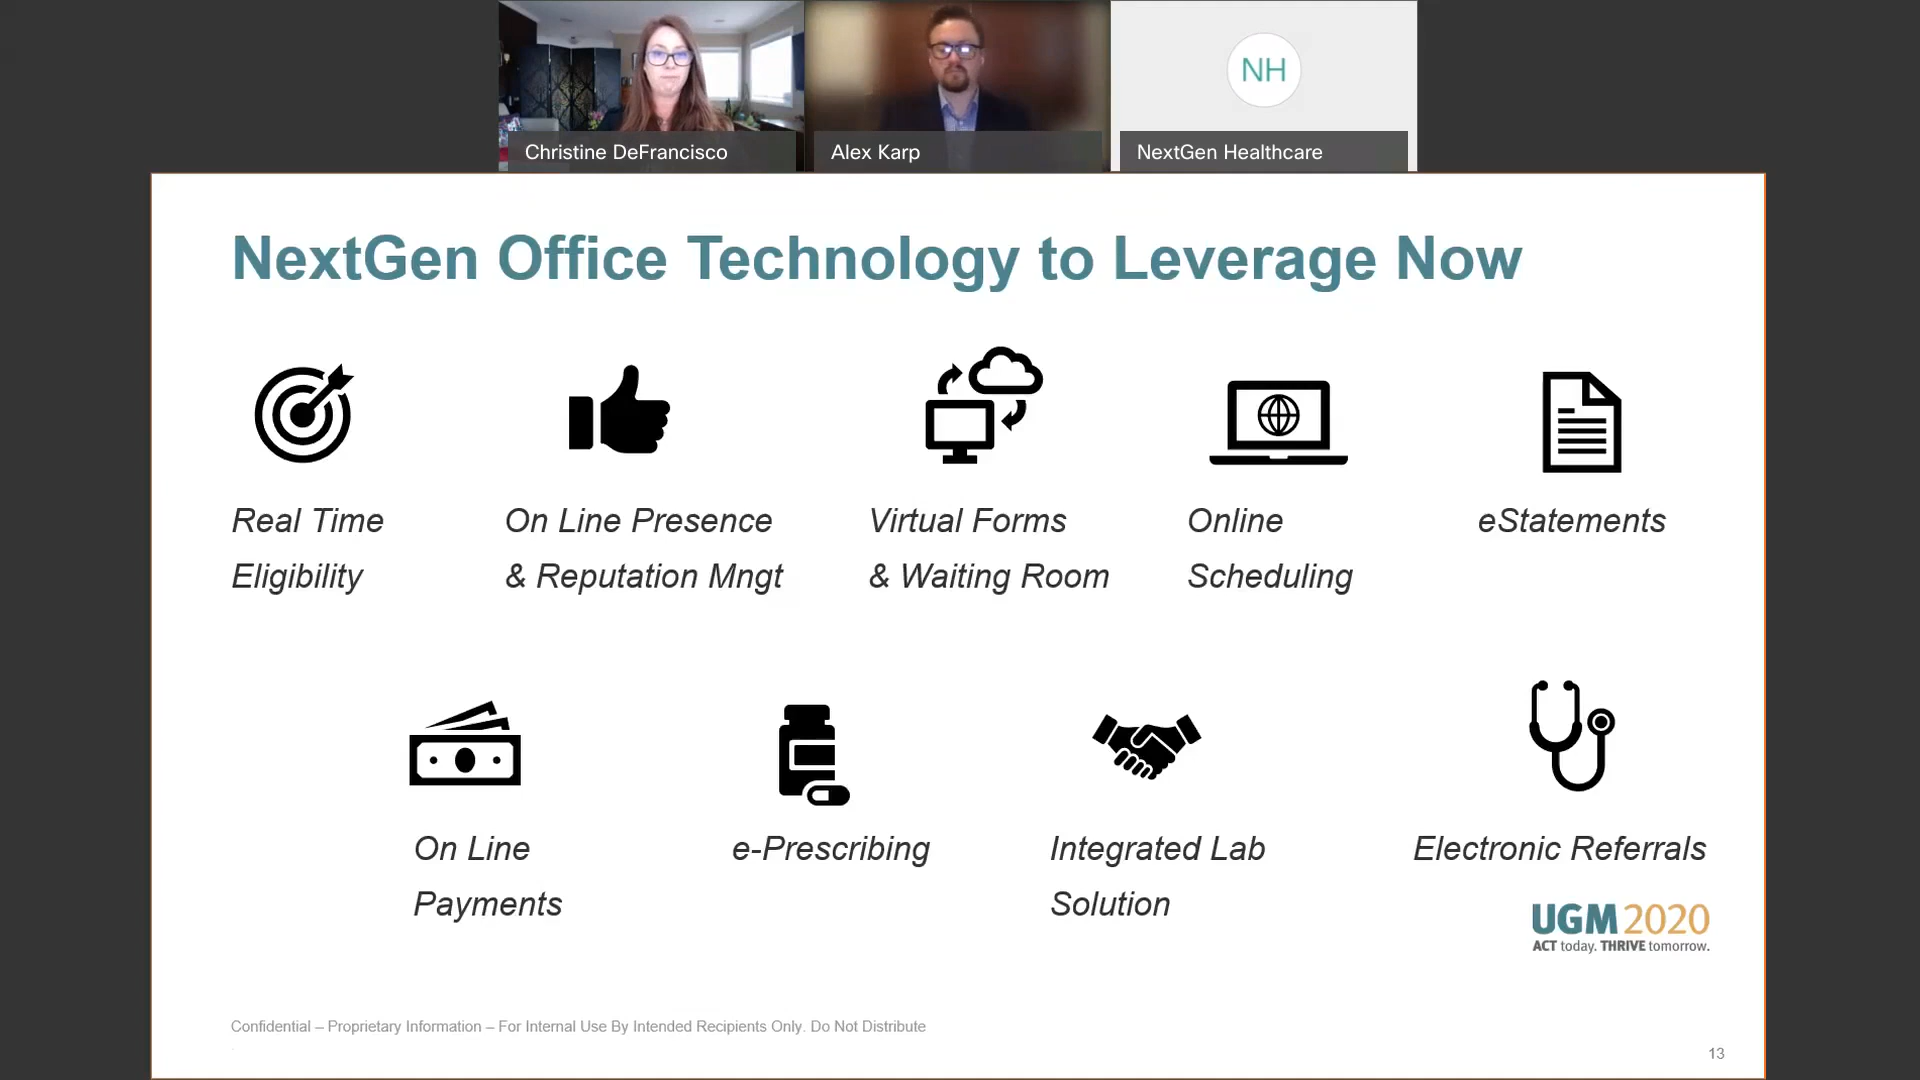 Christine DeFrancisco
Alex Karp
NH
NextGen Healthcare
NextGen Office Technology to Leverage Now
Real Time
Eligibility
On Line Presence
& Reputation Mngt
Virtual Forms
& Waiting Room
Online
Scheduling
eStatements
On Line
Payments
e-Prescribing
Integrated Lab
Solution
Electronic Referrals
UGM 2020
ACT today. THRIVE tomorrow.
Confidential – Proprietary Information – For Internal Use By Intended Recipients Only. Do Not Distribute
13